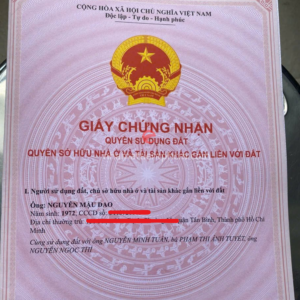 CỘNG HÒA XÃ HỘI CHỦ NGHĨA VIỆT NAM
Độc lập - Tự do - Hạnh phúc
GIẤY CHỨNG NHẬN
QUYỀN SỬ DỤNG ĐẤT
QUYỀN SỞ HỮU NHÀ Ở VÀ TÀI SẢN KHÁC GẮN LIỀN VỚI ĐẤT
I. Người sử dụng đất, chủ sở hữu nhà ở và tài sản khác gắn liền với đất
Ông: NGUYỄN MẬU ĐẠO
Năm sinh: 1972, CCCD số
Địa chỉ thường trú: Tân Bình, Thành phố Hồ Chí
Minh
Cùng sử dụng đất với ông NGUYỄN MINH TUẤN, bà PHẠM THỊ ÁNH TUYẾT, ông
NGUYỄN NGỌC THI